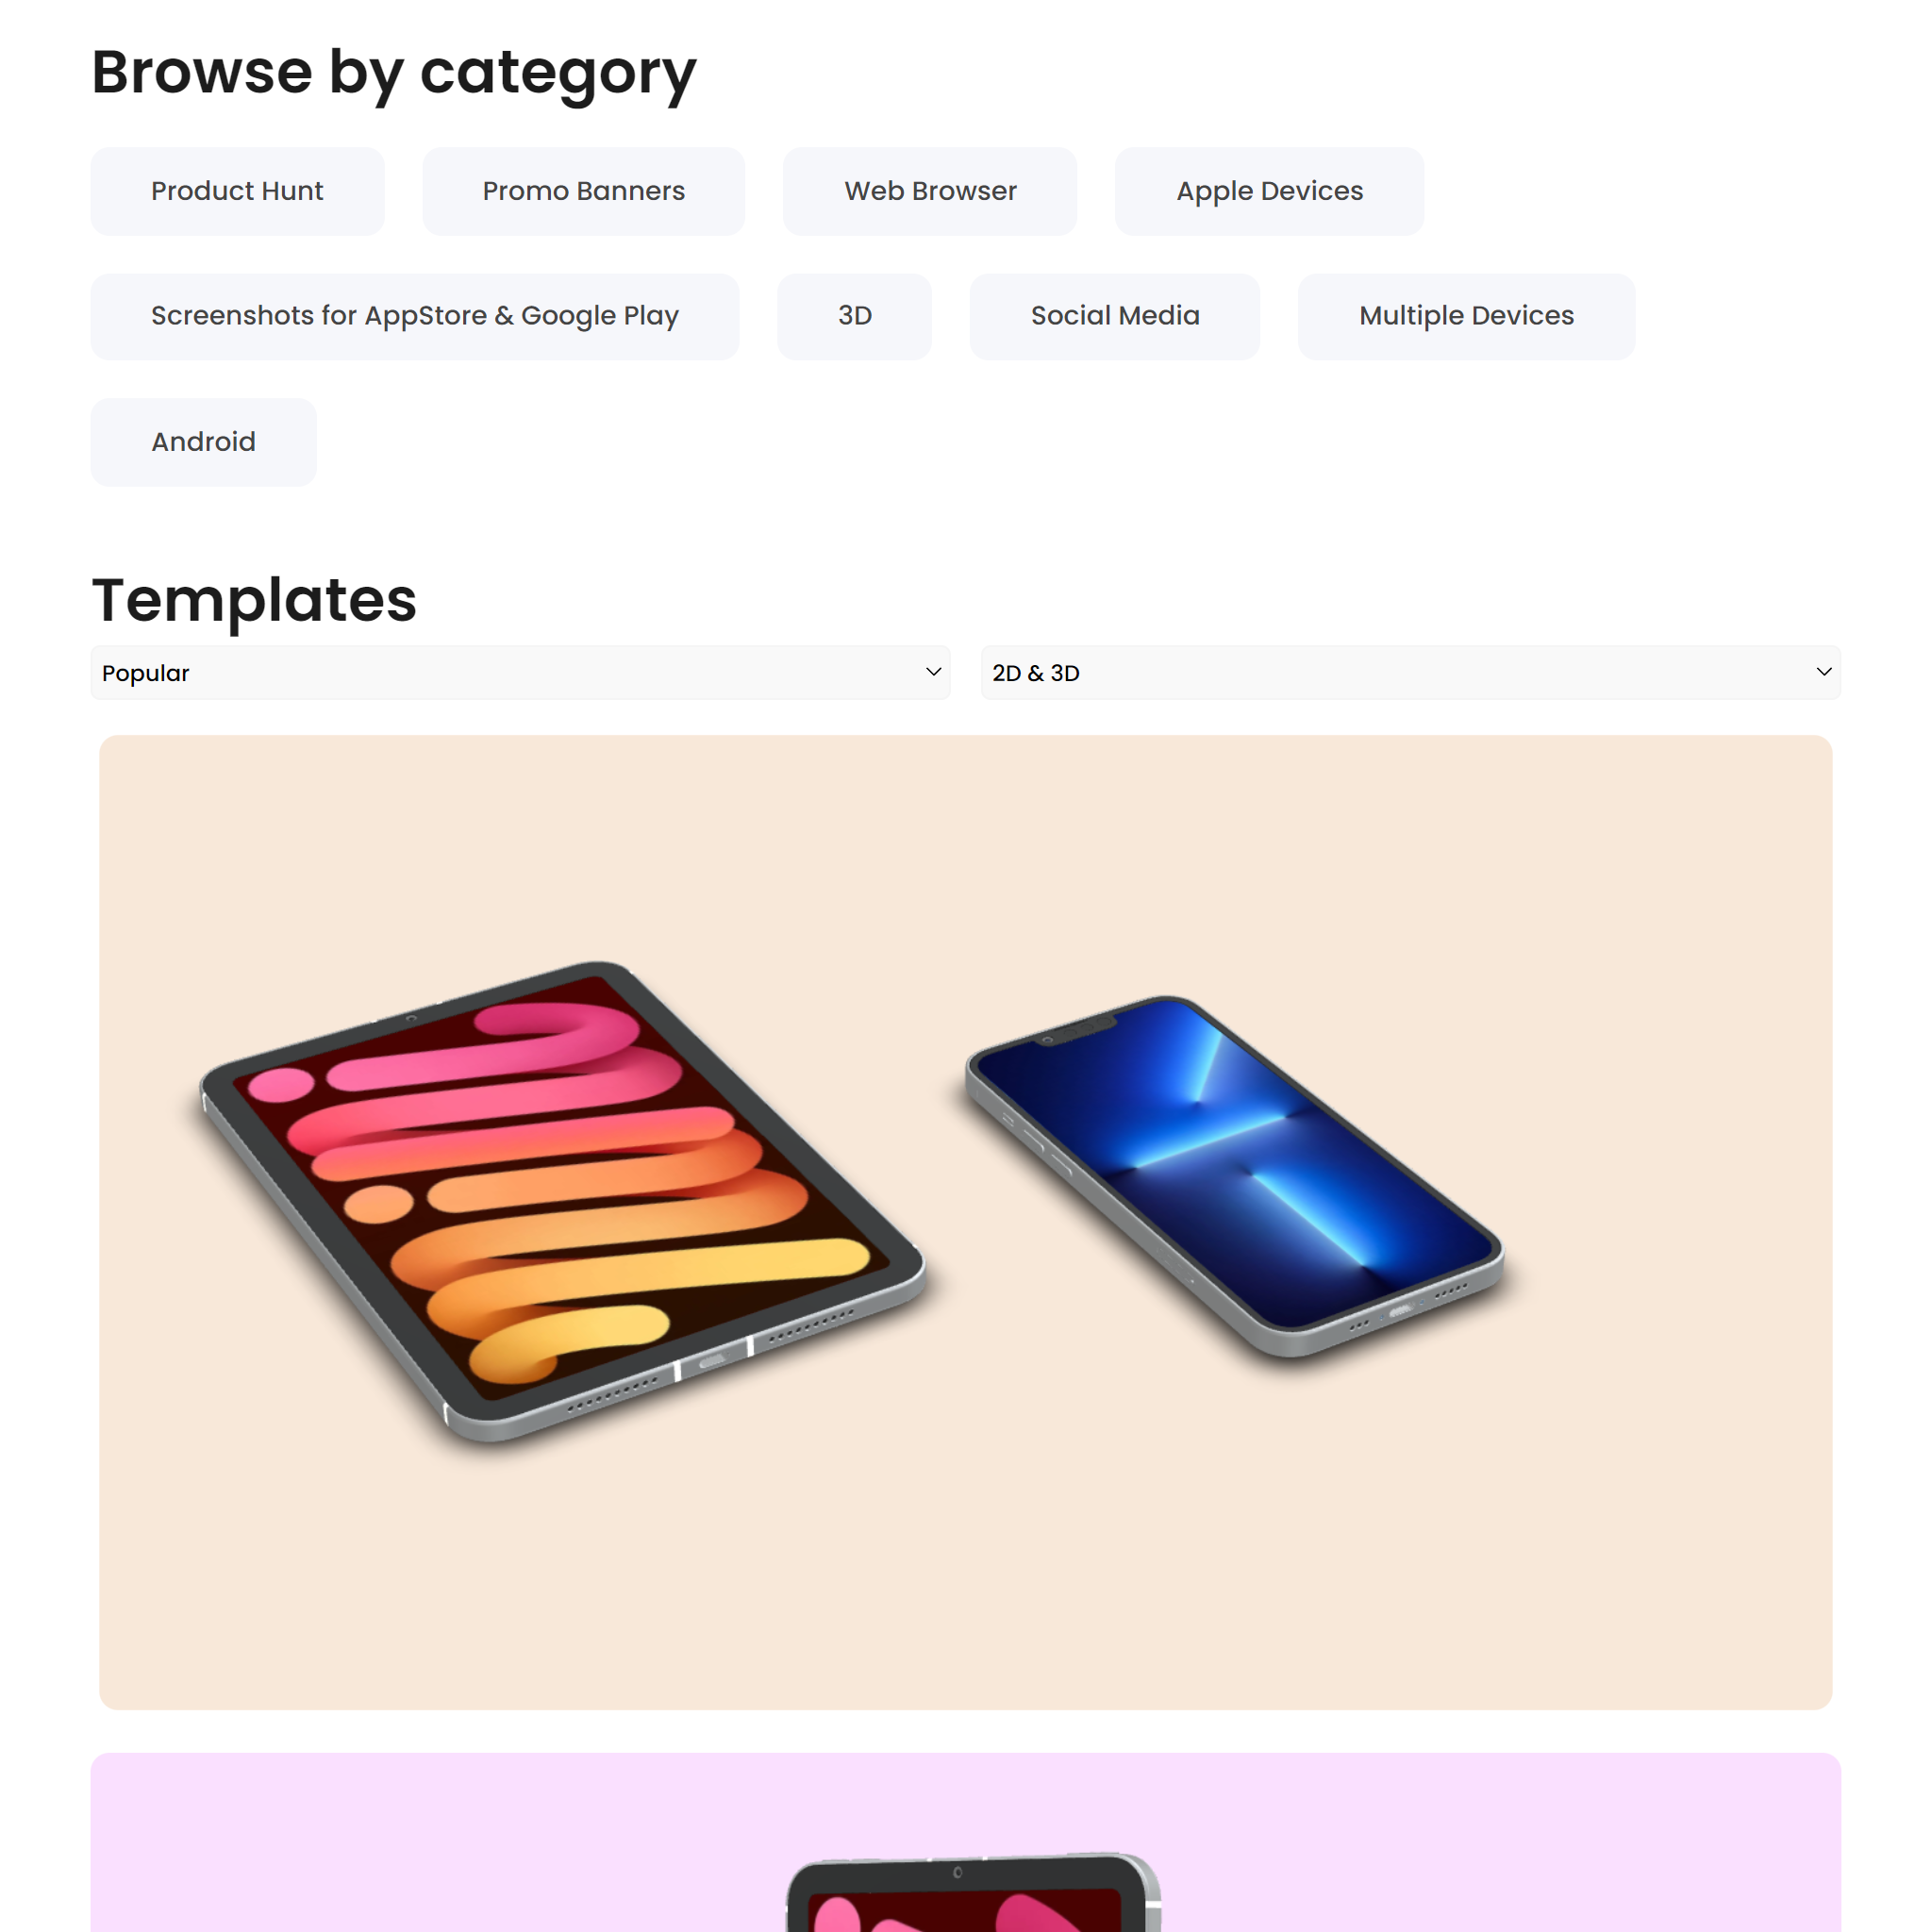 Browse by category
Product Hunt Promo Banners Web Browser Apple Devices
Screenshots for AppStore & Google Play 3D Social Media Multiple Devices
Android
Templates
Popular 2D & 3D